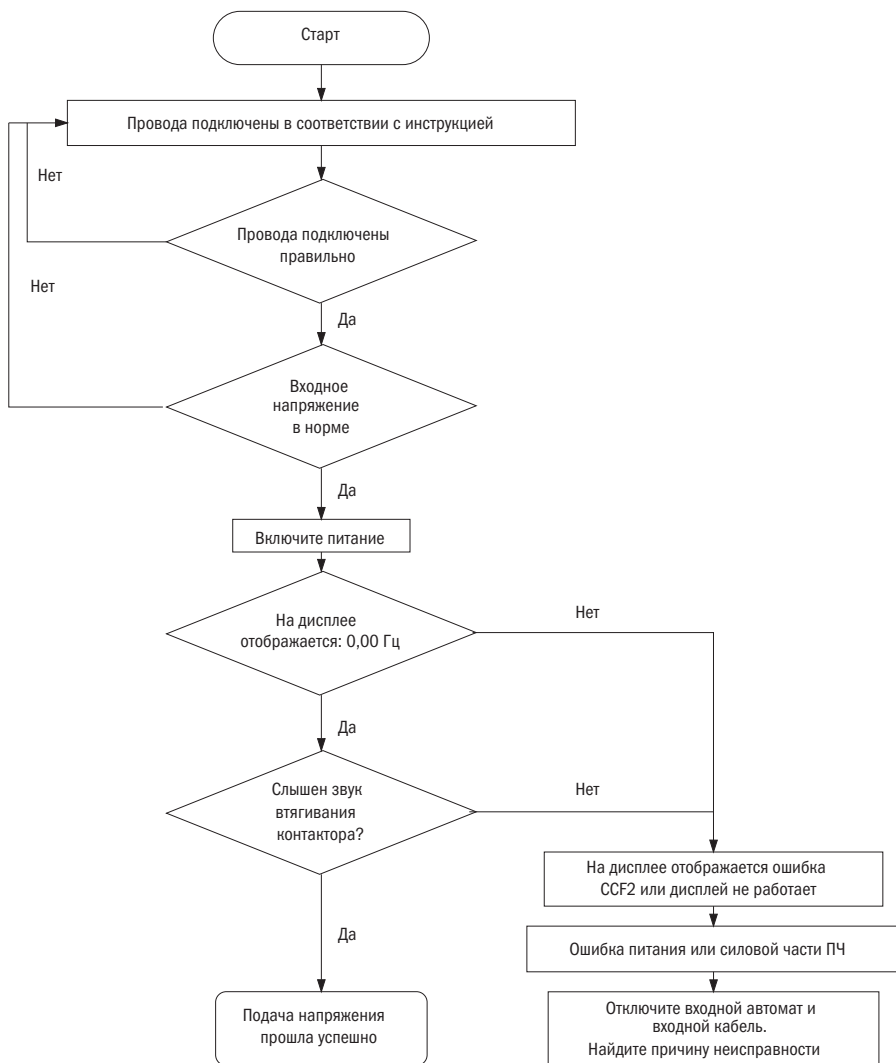 Старт
Провода подключены в соответствии с инструкцией
Нет
Провода подключены
правильно
Нет
Да
Входное
напряжение
в норме
Да
Включите питание
На дисплее
отображается: 0,00 Гц
Нет
Да
Слышен звук
втягивания
контактора?
Нет
На дисплее отображается ошибка
CCF2 или дисплей не работает
Да
Ошибка питания или силовой части ПЧ
Подача напряжения
прошла успешно
Отключите входной автомат и
входной кабель.
Найдите причину неисправности